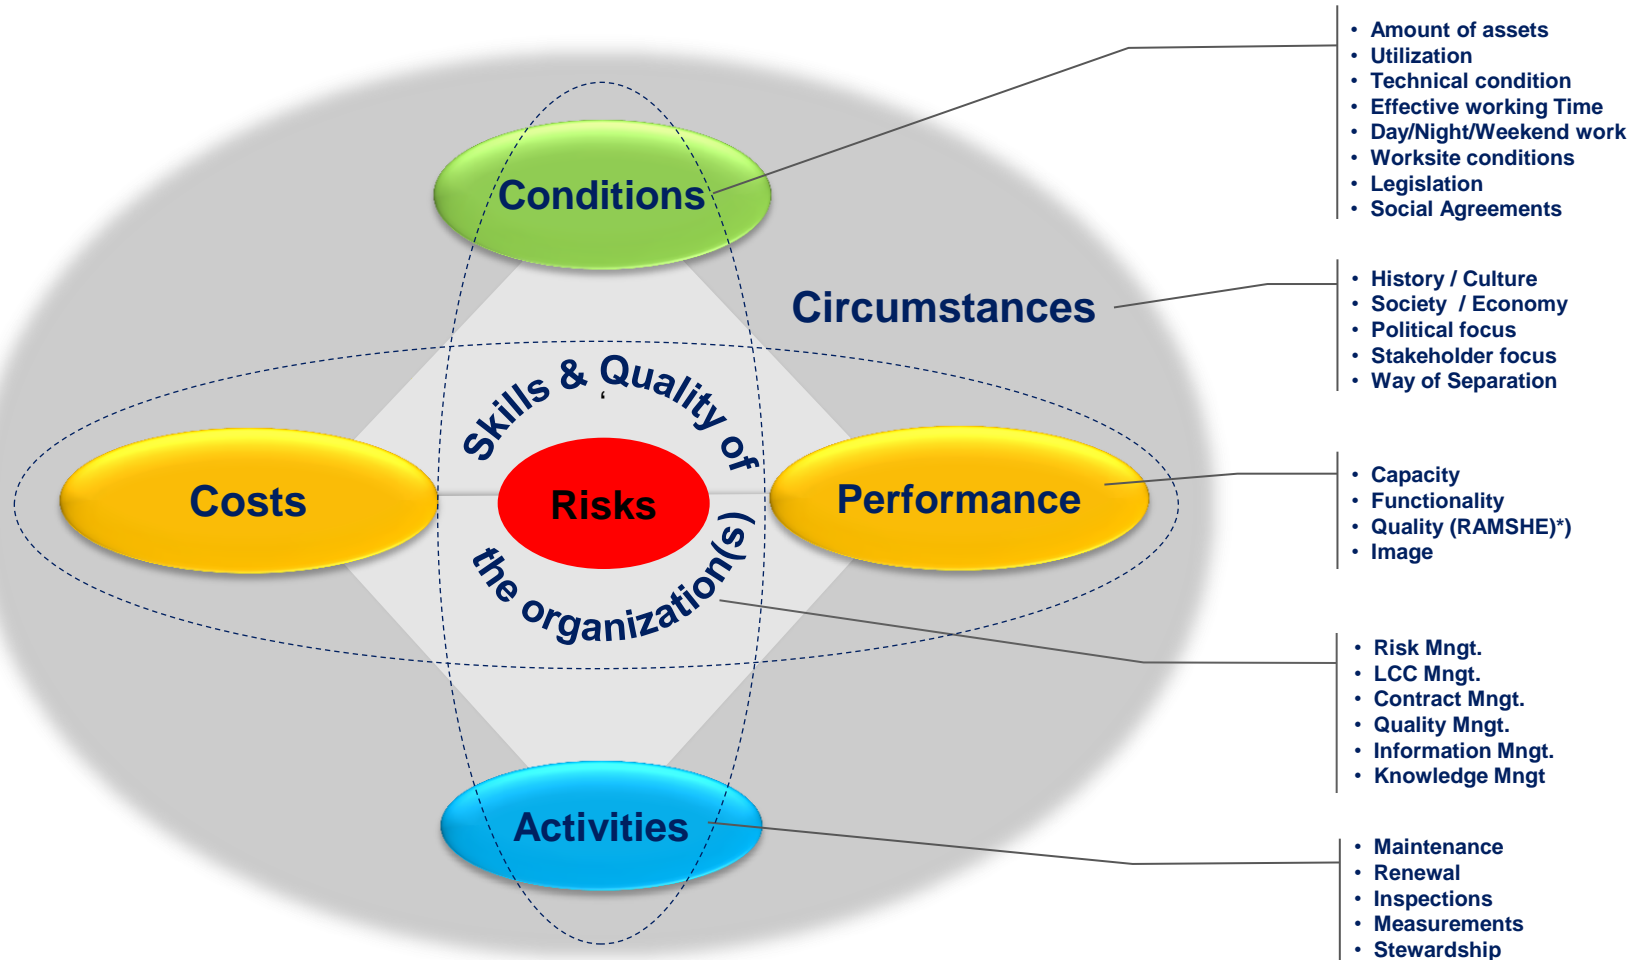 Conditions
Circumstances
Skills & Quality of
‘
Costs
Risks
Performance
the organization(s)
Activities
• Amount of assets
• Utilization
• Technical condition
• Effective working Time
• Day/Night/Weekend work
• Worksite conditions
• Legislation
• Social Agreements
• History / Culture
• Society / Economy
• Political focus
• Stakeholder focus
• Way of Separation
• Capacity
• Functionality
• Quality (RAMSHE)*)
• Image
• Risk Mngt.
• LCC Mngt.
• Contract Mngt.
• Quality Mngt.
• Information Mngt.
• Knowledge Mngt
• Maintenance
• Renewal
• Inspections
• Measurements
• Stewardship